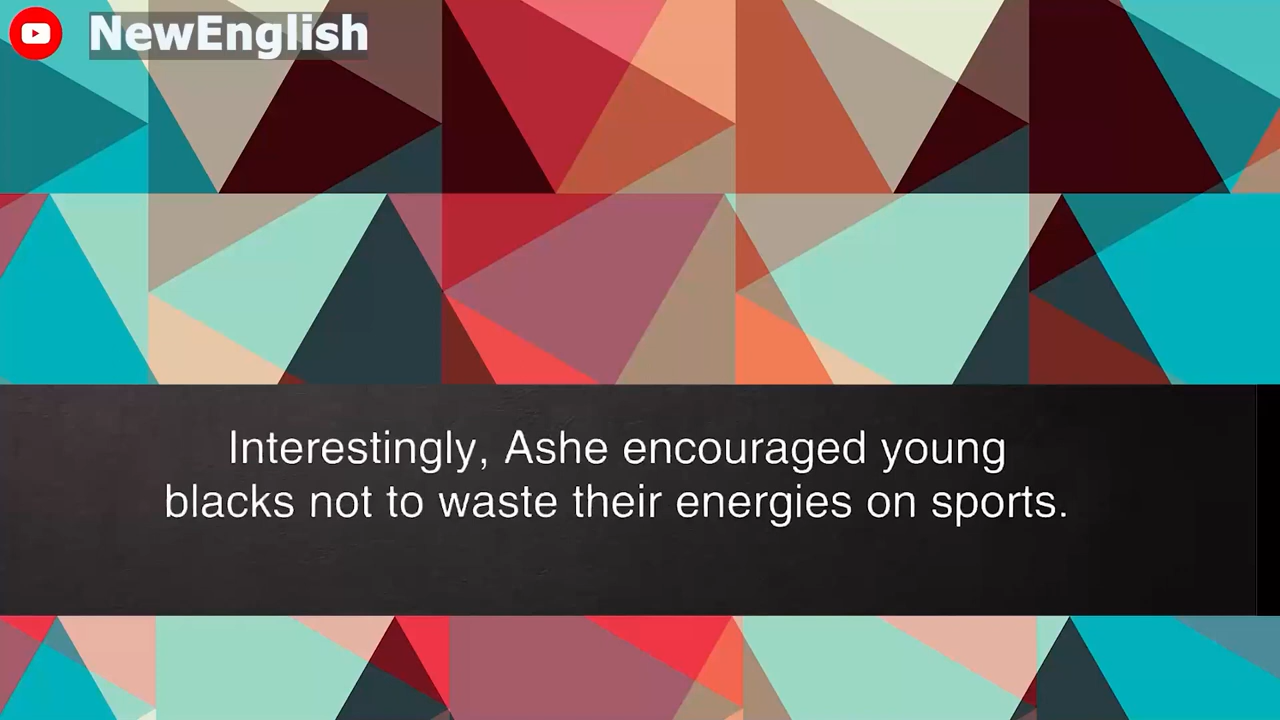 NewEnglish
Interestingly, Ashe encouraged young
blacks not to waste their energies on sports.